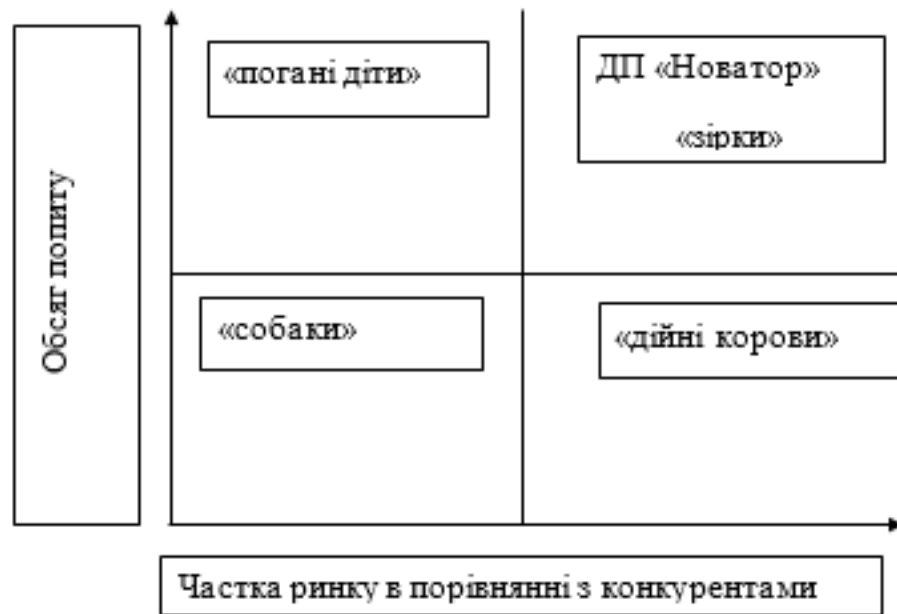 «погані діти»
ДП «Новатор»
«зірки»
Обсяг попиту
«собаки»
«дійні корови»
Частка ринку в порівнянні з конкурентами